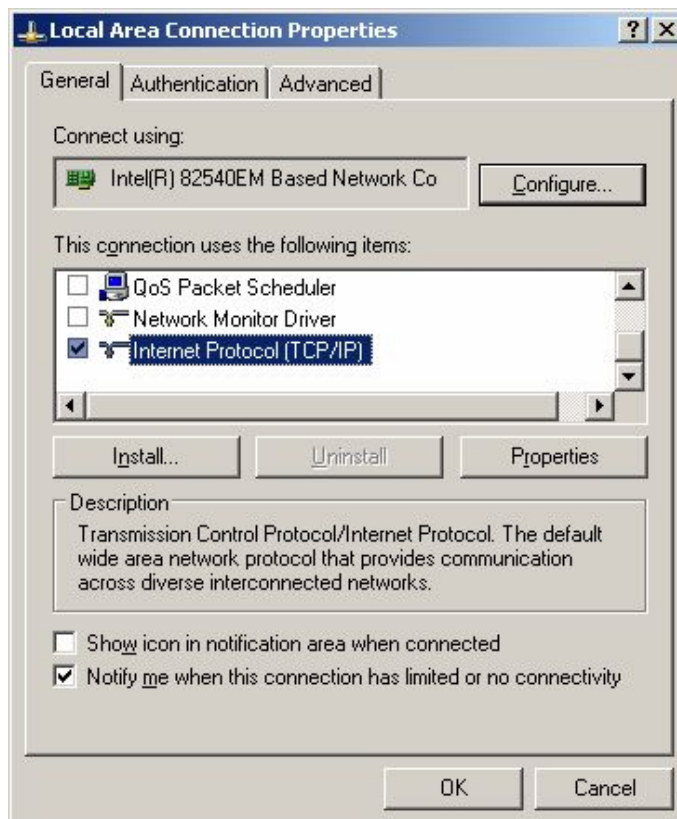 Local Area Connection Properties
General Authentication Advanced
Connect using:
Intel(R) 82540EM Based Network Co
Configure...
This connection uses the following items:
QoS Packet Scheduler
Network Monitor Driver
Internet Protocol (TCP/IP)
Install... Uninstall Properties
Description
Transmission Control Protocol/Internet Protocol. The default
wide area network protocol that provides communication
across diverse interconnected networks.
Show icon in notification area when connected
Notify me when this connection has limited or no connectivity
OK Cancel